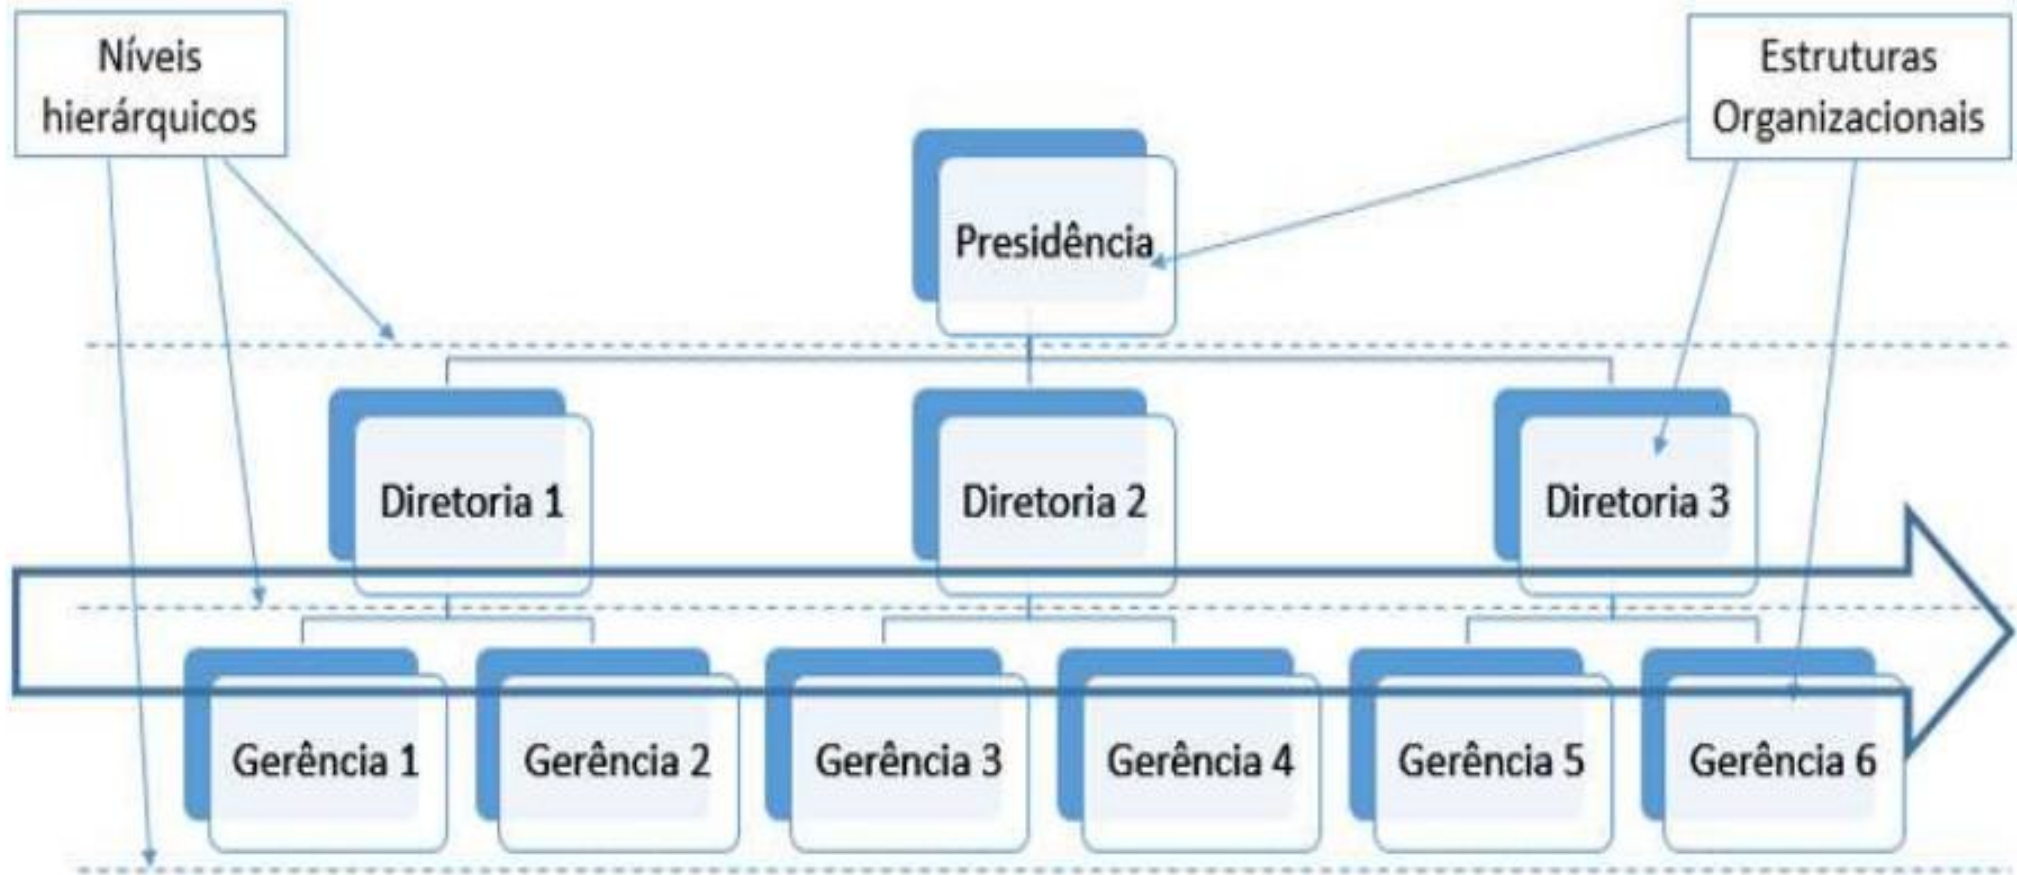 Níveis
hierárquicos
Estruturas
Organizacionais
Presidência
Diretoria 1
Diretoria 2
Diretoria 3
Gerência 1
Gerência 2
Gerência 3
Gerência 4
Gerência 5
Gerência 6